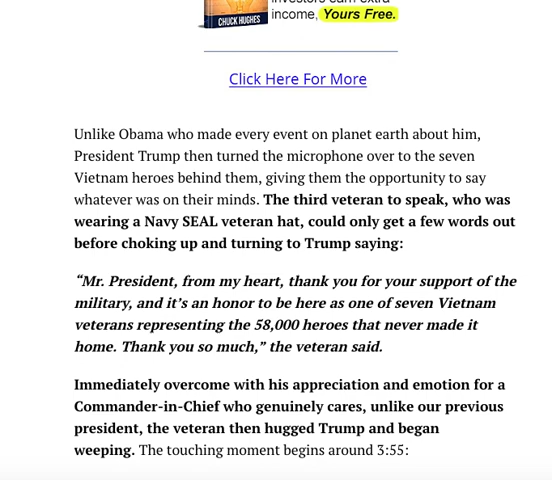 CHUCK HUGHES
income, Yours Free.
Click Here For More
Unlike Obama who made every event on planet earth about him,
President Trump then turned the microphone over to the seven
Vietnam heroes behind them, giving them the opportunity to say
whatever was on their minds. The third veteran to speak, who was
wearing a Navy SEAL veteran hat, could only get a few words out
before choking up and turning to Trump saying:
“Mr. President, from my heart, thank you for your support of the
military, and it’s an honor to be here as one of seven Vietnam
veterans representing the 58,000 heroes that never made it
home. Thank you so much,” the veteran said.
Immediately overcome with his appreciation and emotion for a
Commander-in-Chief who genuinely cares, unlike our previous
president, the veteran then hugged Trump and began
weeping. The touching moment begins around 3:55: